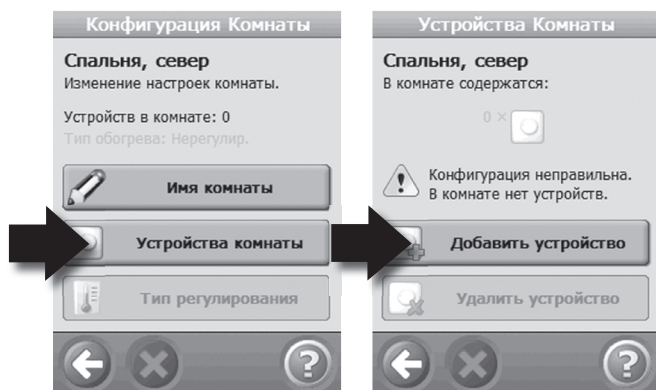 Конфигурация Комнаты
Спальня, север
Изменение настроек комнаты.
Устройств в комнате: 0
Тип обогрева: Нерегулир.
Имя комнаты
Устройства комнаты
Тип регулирования
?
Устройства Комнаты
Спальня, север
В комнате содержатся:
0 ×
Конфигурация неправильна.
В комнате нет устройств.
Добавить устройство
Удалить устройство
?